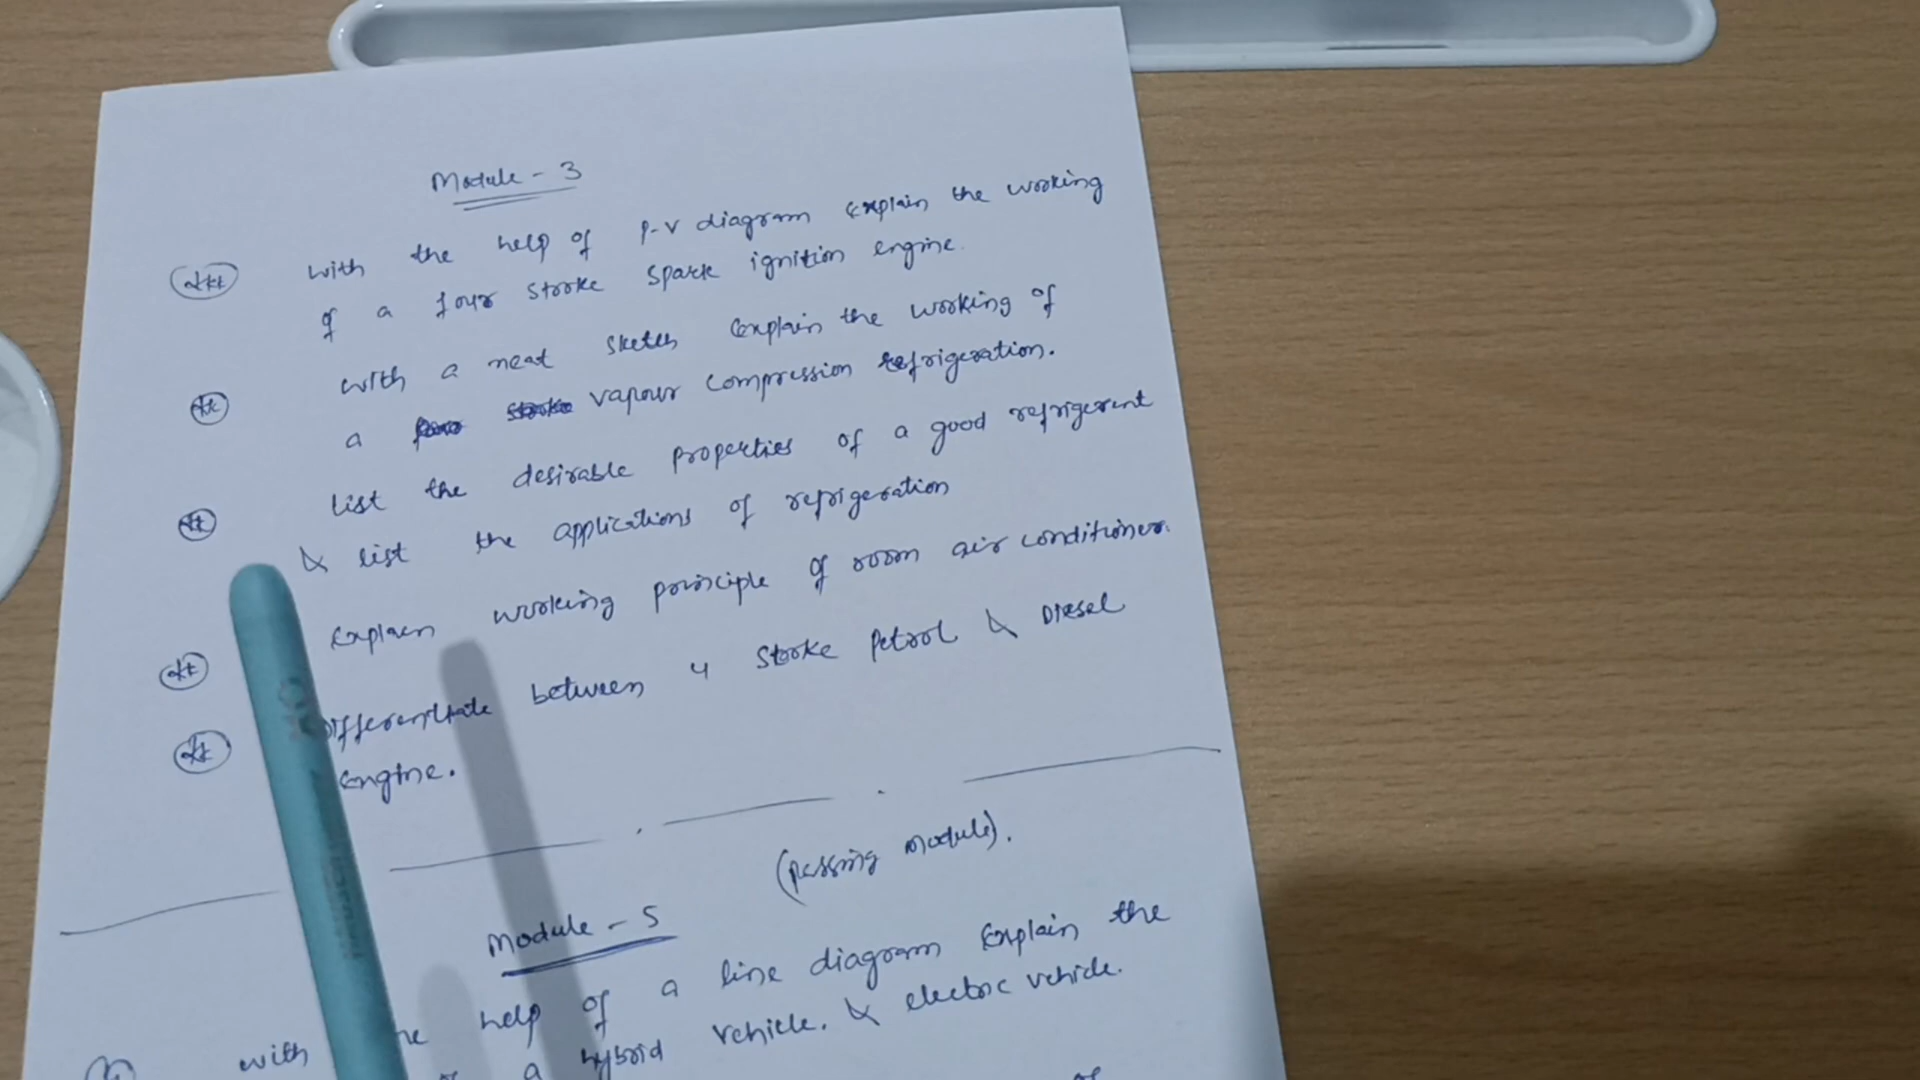 Module - 3
With the help of P-V diagram explain the working
of a four stroke spark ignition engine.
With a neat sketch explain the working of
a vapour compression refrigeration.
List the desirable properties of a good refrigerent
& list the applications of refrigeration
Explain working principle of room air conditioner.
Differentiate between 4 stroke Petrol & Diesel
Engine.
(passing module).
Module - 5
with help of a line diagram Explain the
a hybrid vehicle. & electric vehicle.
of